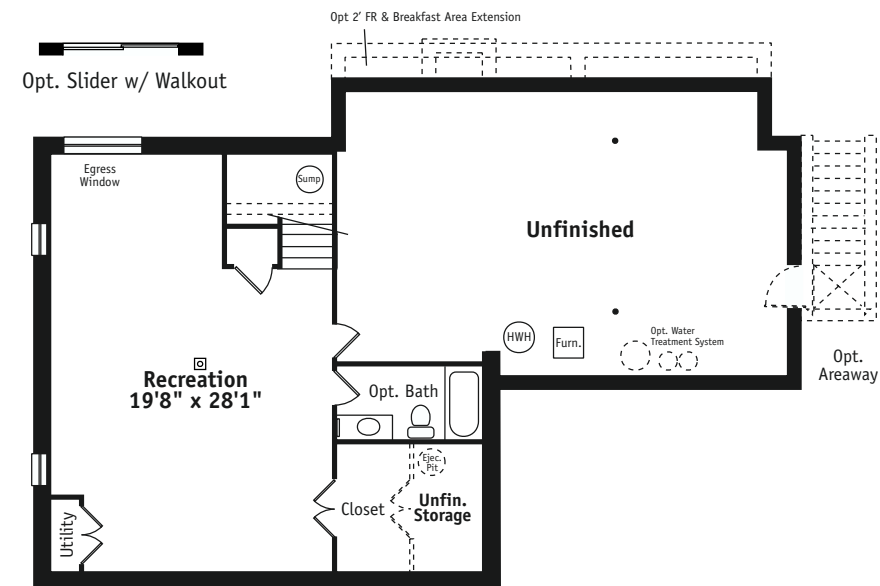 Opt 2' FR & Breakfast Area Extension
Opt. Slider w/ Walkout
Egress
Window
Sump
Unfinished
HWH
Furn.
Opt. Water
Treatment System
Opt.
Areaway
Recreation
19'8" x 28'1"
Opt. Bath
Ejec.
Pit
Closet
Unfin.
Storage
Utility